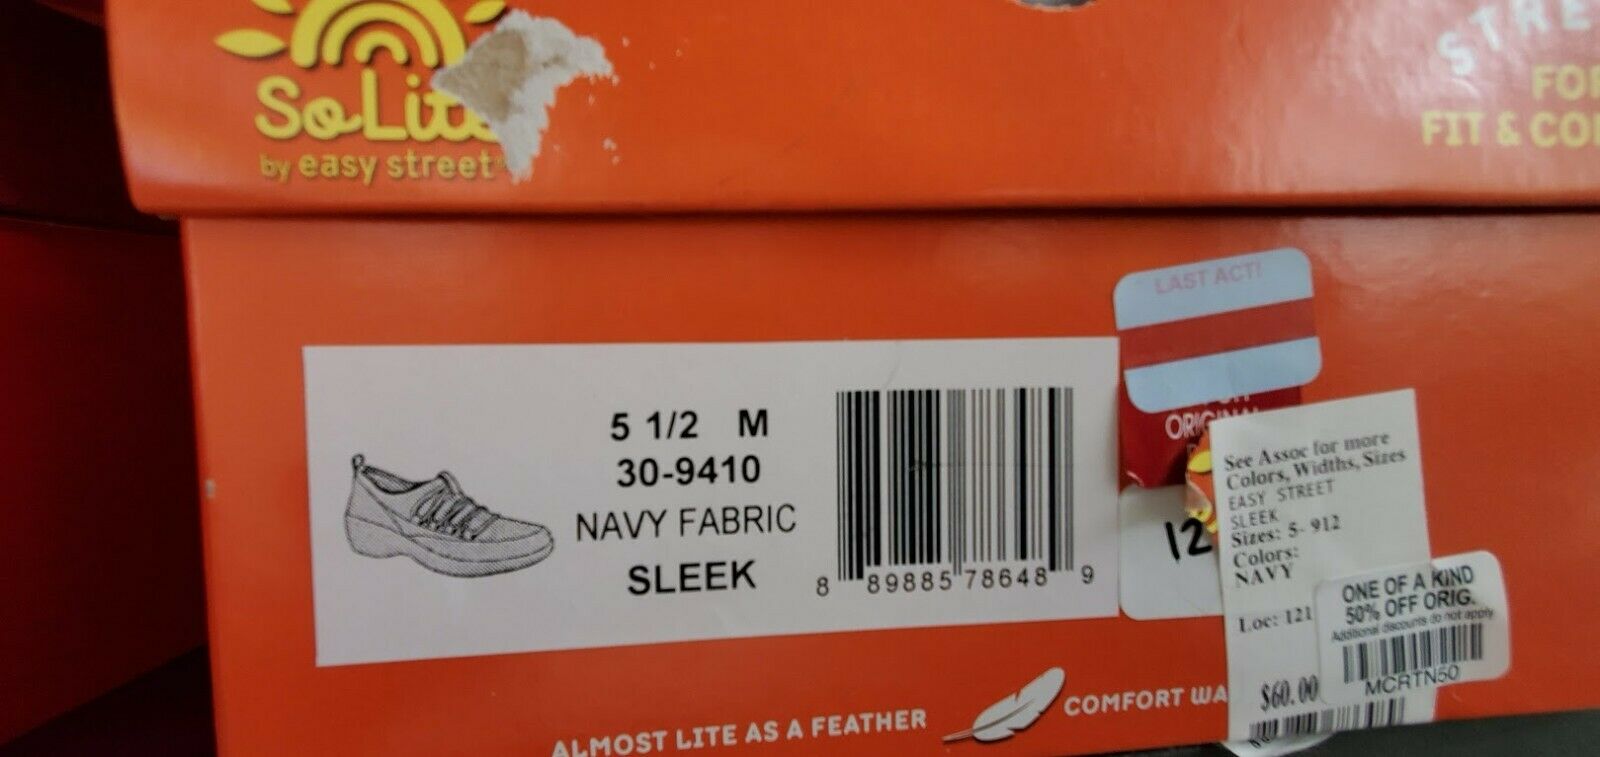 SoLite
by easy street®
STRE
FOR
FIT & CO
5 1/2 M
30-9410
NAVY FABRIC
SLEEK
8 89885 78648 9
LAST ACT!
ORIGINAL
12
See Assoc for more
Colors, Widths, Sizes
EASY STREET
SLEEK
Sizes: 5- 912
Colors:
NAVY
Loc: 121
$60.00
ONE OF A KIND
50% OFF ORIG.
Additional discounts do not apply
MCRTN50
ALMOST LITE AS A FEATHER
COMFORT WA